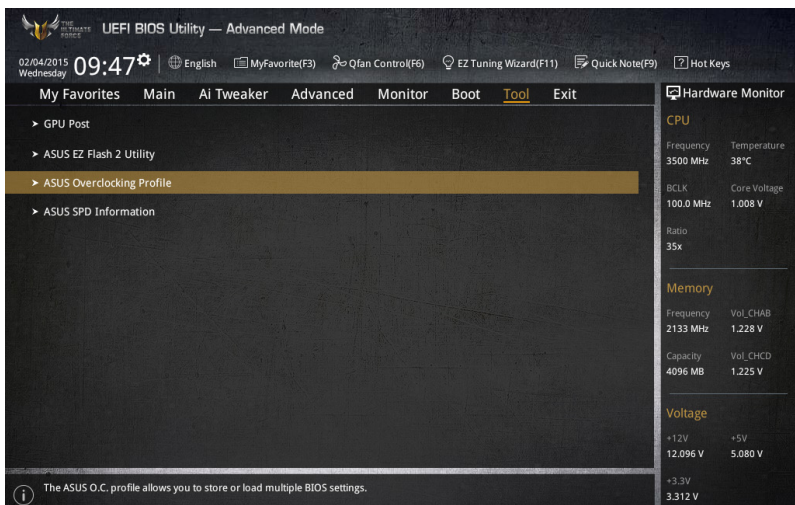 THE
ULTIMATE
FORCE
UEFI BIOS Utility — Advanced Mode
02/04/2015
Wednesday
09:47
English
MyFavorite(F3)
Qfan Control(F6)
EZ Tuning Wizard(F11)
Quick Note(F9)
? Hot Keys
My Favorites Main Ai Tweaker Advanced Monitor Boot Tool Exit
GPU Post
ASUS EZ Flash 2 Utility
ASUS Overclocking Profile
ASUS SPD Information
The ASUS O.C. profile allows you to store or load multiple BIOS settings.
Hardware Monitor
CPU
Frequency Temperature
3500 MHz 38°C
BCLK Core Voltage
100.0 MHz 1.008 V
Ratio
35x
Memory
Frequency Vol_CHAB
2133 MHz 1.228 V
Capacity Vol_CHCD
4096 MB 1.225 V
Voltage
+12V +5V
12.096 V 5.080 V
+3.3V
3.312 V